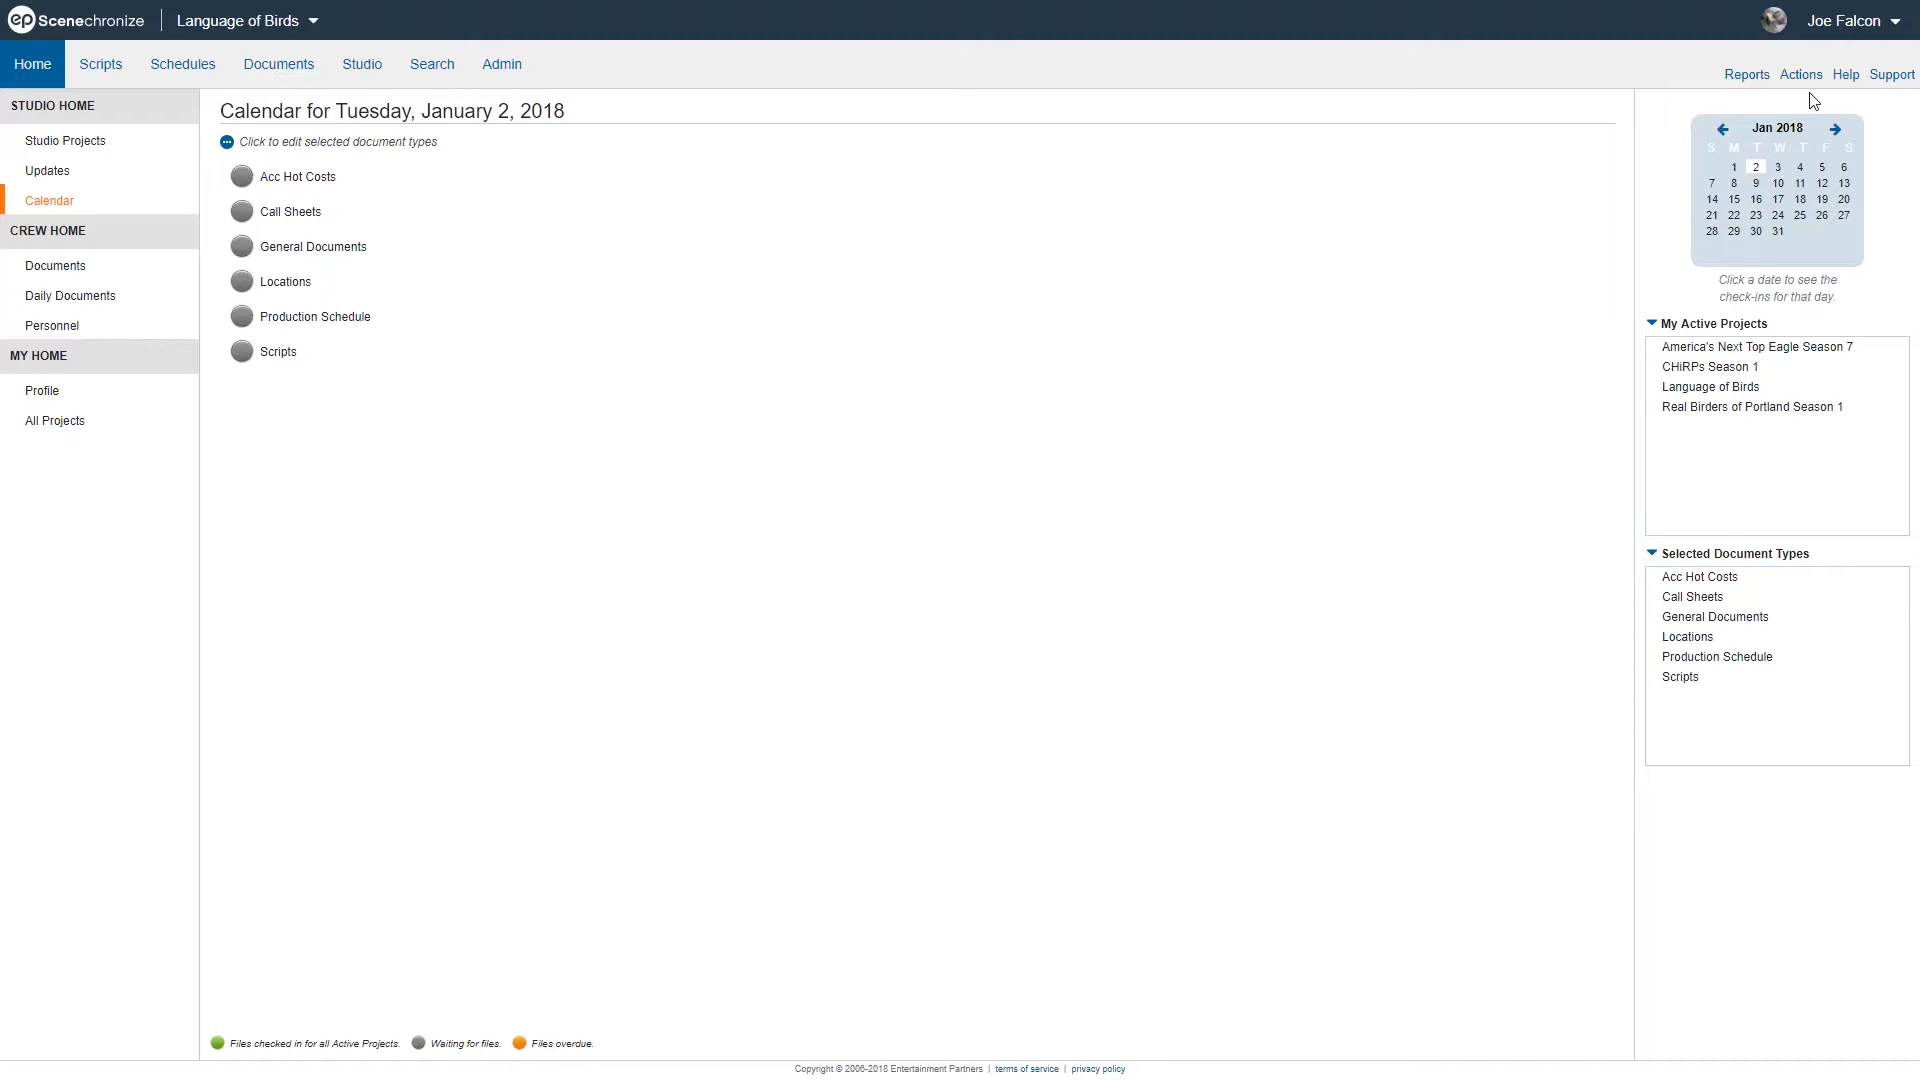 ep Scenechronize
Language of Birds
Joe Falcon
Home
Scripts
Schedules
Documents
Studio
Search
Admin
Reports
Actions
Help
Support
STUDIO HOME
Studio Projects
Updates
Calendar
CREW HOME
Documents
Daily Documents
Personnel
MY HOME
Profile
All Projects
Calendar for Tuesday, January 2, 2018
Click to edit selected document types
Acc Hot Costs
Call Sheets
General Documents
Locations
Production Schedule
Scripts
Jan 2018
S M T W T F S
1 2 3 4 5 6
7 8 9 10 11 12 13
14 15 16 17 18 19 20
21 22 23 24 25 26 27
28 29 30 31
Click a date to see the
check-ins for that day.
My Active Projects
America's Next Top Eagle Season 7
CHiRPs Season 1
Language of Birds
Real Birders of Portland Season 1
Selected Document Types
Acc Hot Costs
Call Sheets
General Documents
Locations
Production Schedule
Scripts
Files checked in for all Active Projects.
Waiting for files.
Files overdue.
Copyright © 2006-2018 Entertainment Partners | terms of service | privacy policy